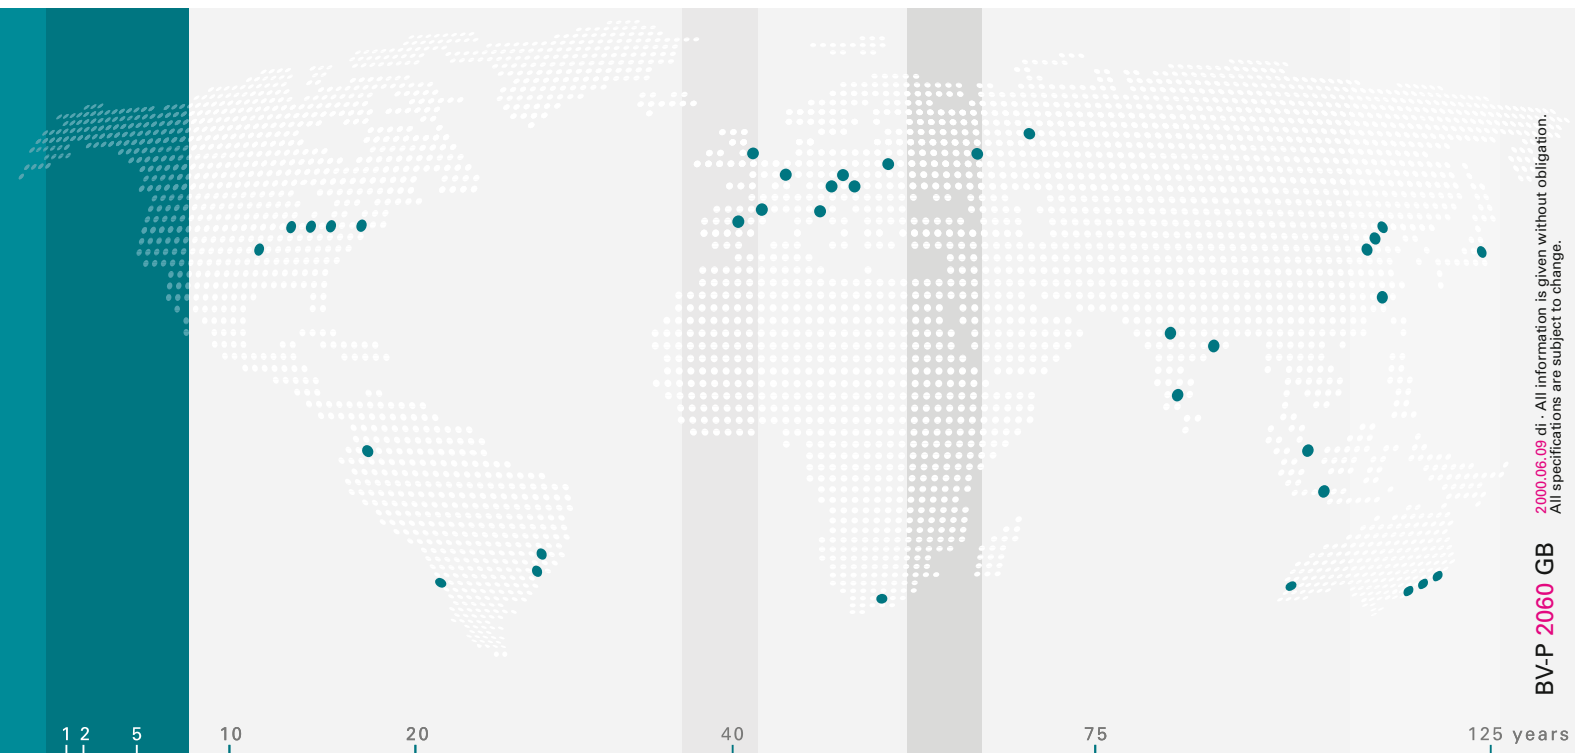 2000.06.09 di · All information is given without obligation.
All specifications are subject to change.
BV-P 2060 GB
1 2 5 10 20 40 75 125 years